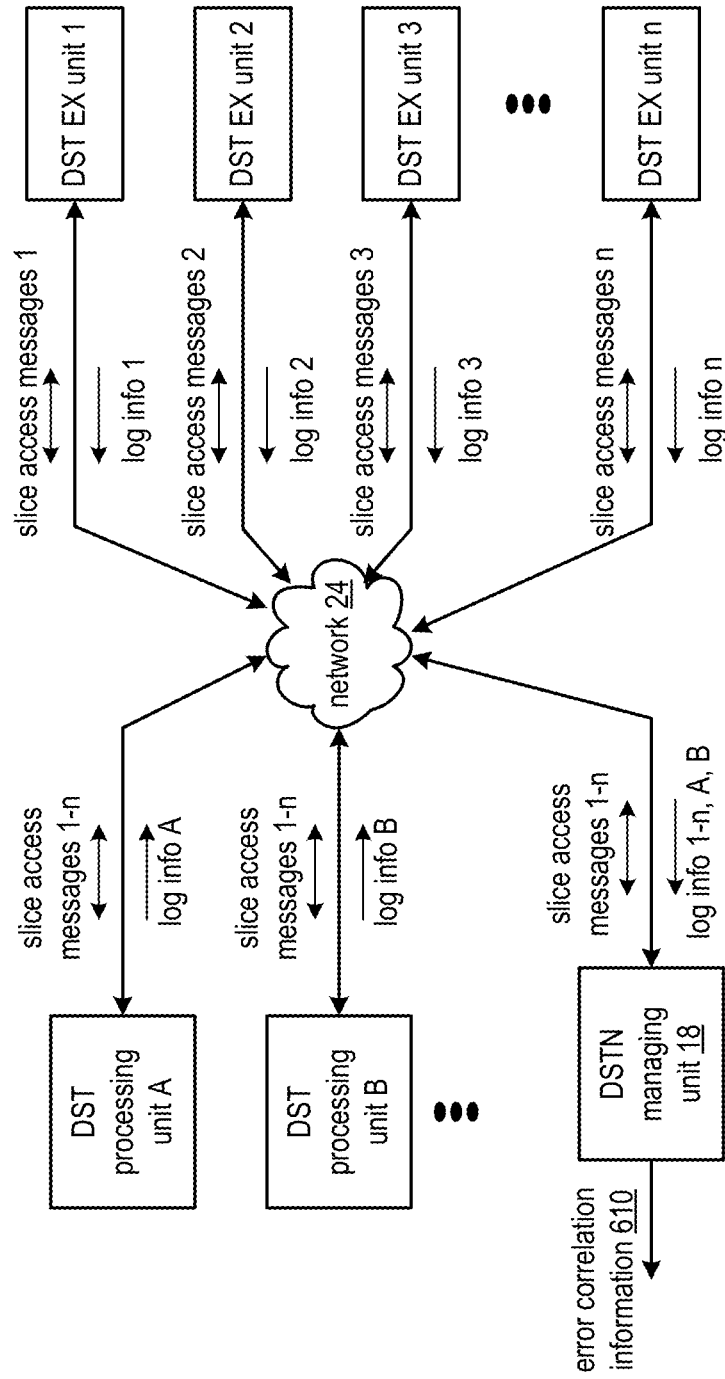 DST
processing
unit A
slice access
messages 1-n
log info A
DST
processing
unit B
slice access
messages 1-n
log info B
error correlation
information 610
DSTN
managing
unit 18
slice access
messages 1-n
log info 1-n, A, B
network 24
slice access messages 1
log info 1
DST EX unit 1
slice access messages 2
log info 2
DST EX unit 2
slice access messages 3
log info 3
DST EX unit 3
slice access messages n
log info n
DST EX unit n